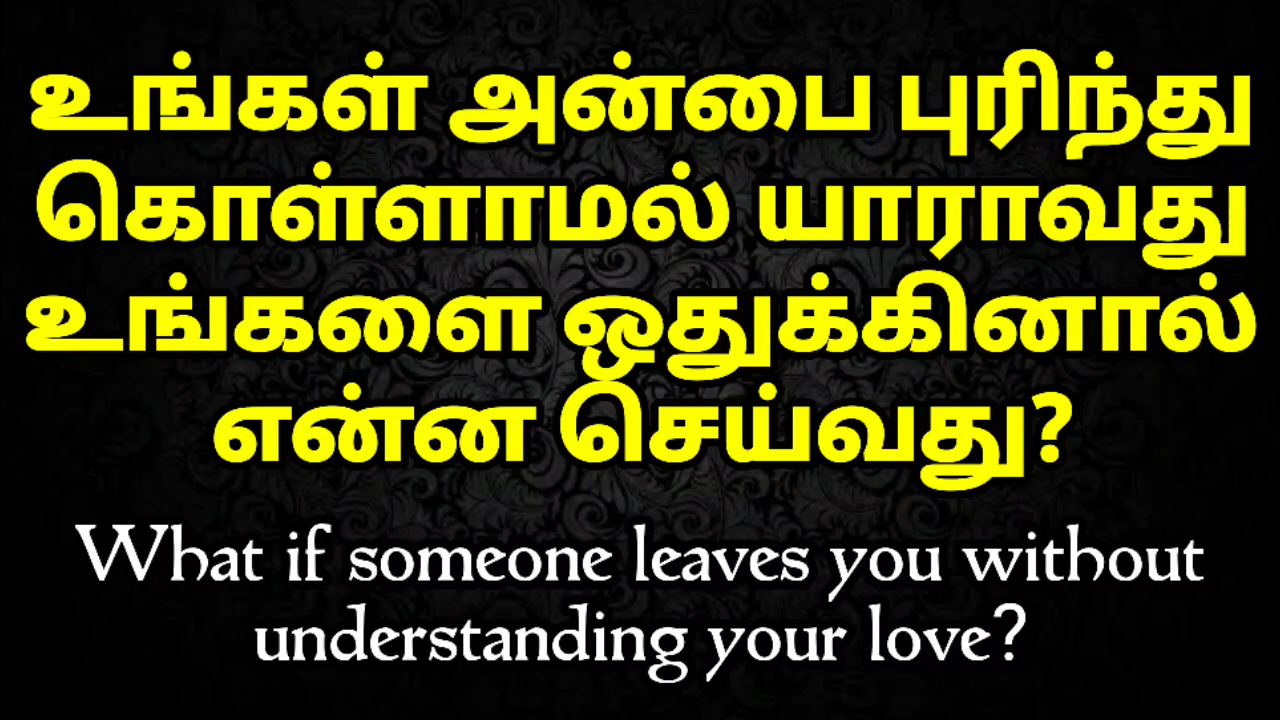 உங்கள் அன்பை புரிந்து
கொள்ளாமல் யாராவது
உங்களை ஒதுக்கினால்
என்ன செய்வது?
What if someone leaves you without
understanding your love?